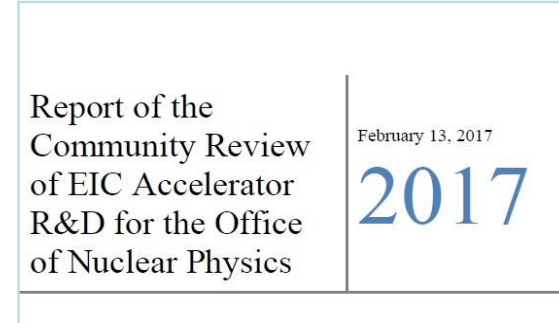 Report of the
Community Review
of EIC Accelerator
R&D for the Office
of Nuclear Physics
February 13, 2017
2017